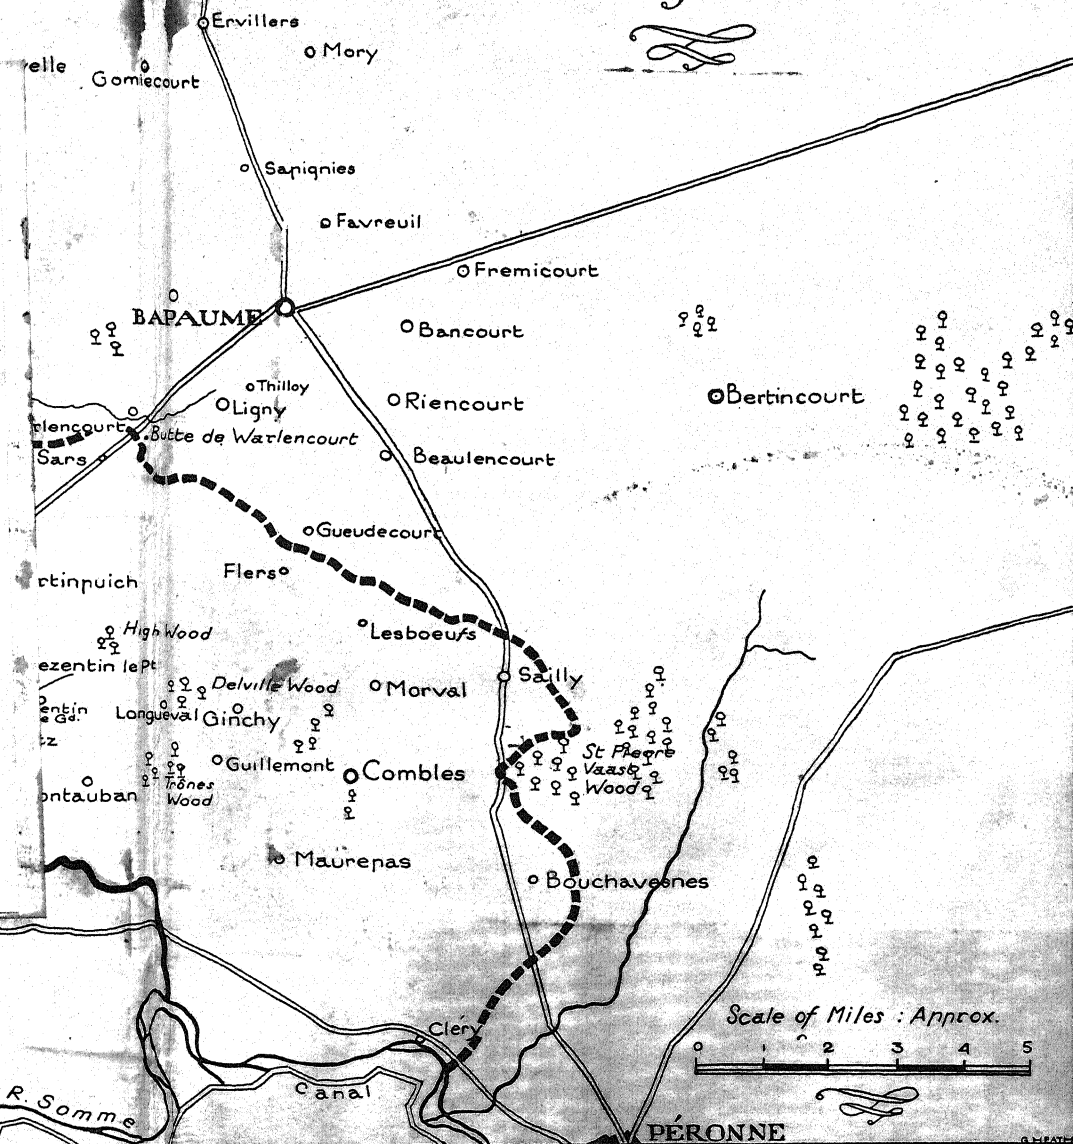 Ervillers
Mory
elle
Gomiecourt
Sapignies
Favreuil
Fremicourt
BAPAUME
Bancourt
Thilloy
Ligny
Riencourt
Bertincourt
rlencourt
Butte de Warlencourt
Sars
Beaulencourt
Gueudecourt
Flers
rtinpuich
High Wood
Lesboeufs
ezentin le Pt
Sailly
Delville Wood
Morval
entin
e Gd.
Longueval
Ginchy
tz
St Pierre
Vaast
Wood
Guillemont
Combles
Trônes
Wood
ontauban
Maurepas
Bouchavesnes
Scale of Miles : Approx.
Cléry
0 1 2 3 4 5
Canal
R. Somme
PÉRONNE